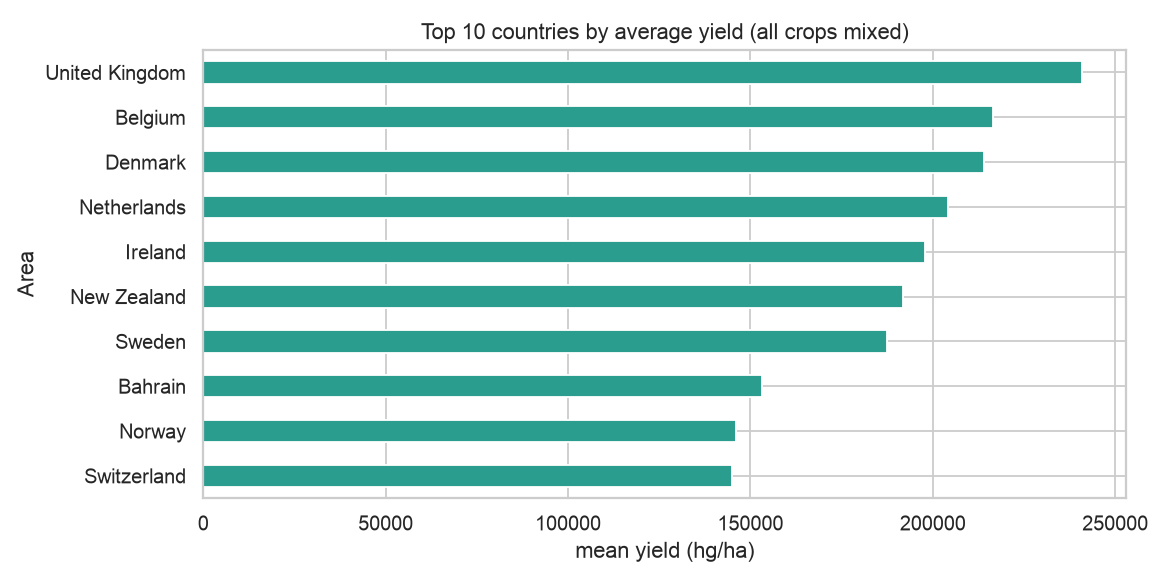 Top 10 countries by average yield (all crops mixed)
Area
United Kingdom
Belgium
Denmark
Netherlands
Ireland
New Zealand
Sweden
Bahrain
Norway
Switzerland
0 50000 100000 150000 200000 250000
mean yield (hg/ha)